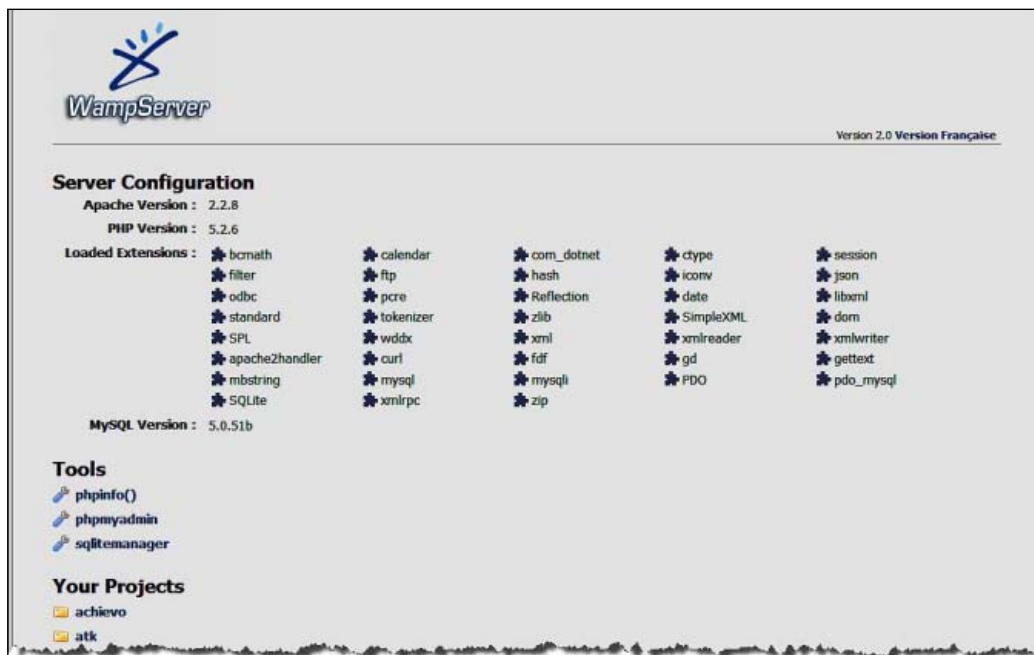 WampServer
Version 2.0 Version Française
Server Configuration
Apache Version : 2.2.8
PHP Version : 5.2.6
Loaded Extensions : bcmath calendar com_dotnet ctype session
filter ftp hash iconv json
odbc pcre Reflection date libxml
standard tokenizer zlib SimpleXML dom
SPL wddx xml xmlreader xmlwriter
apache2handler curl fdf gd gettext
mbstring mysql mysqli PDO pdo_mysql
SQLite xmlrpc zip
MySQL Version : 5.0.51b
Tools
phpinfo()
phpmyadmin
sqlitemanager
Your Projects
achievo
atk